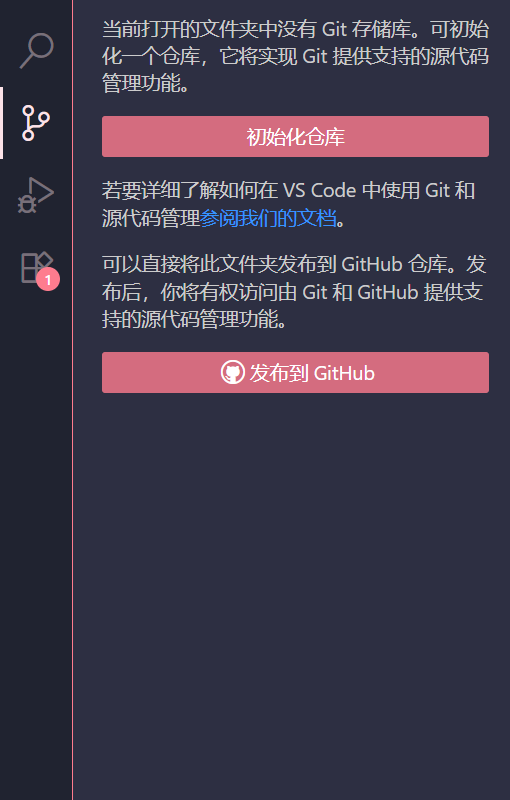 当前打开的文件夹中没有 Git 存储库。可初始
化一个仓库，它将实现 Git 提供支持的源代码
管理功能。
初始化仓库
若要详细了解如何在 VS Code 中使用 Git 和
源代码管理参阅我们的文档。
1
可以直接将此文件夹发布到 GitHub 仓库。发
布后，你将有权访问由 Git 和 GitHub 提供支
持的源代码管理功能。
发布到 GitHub